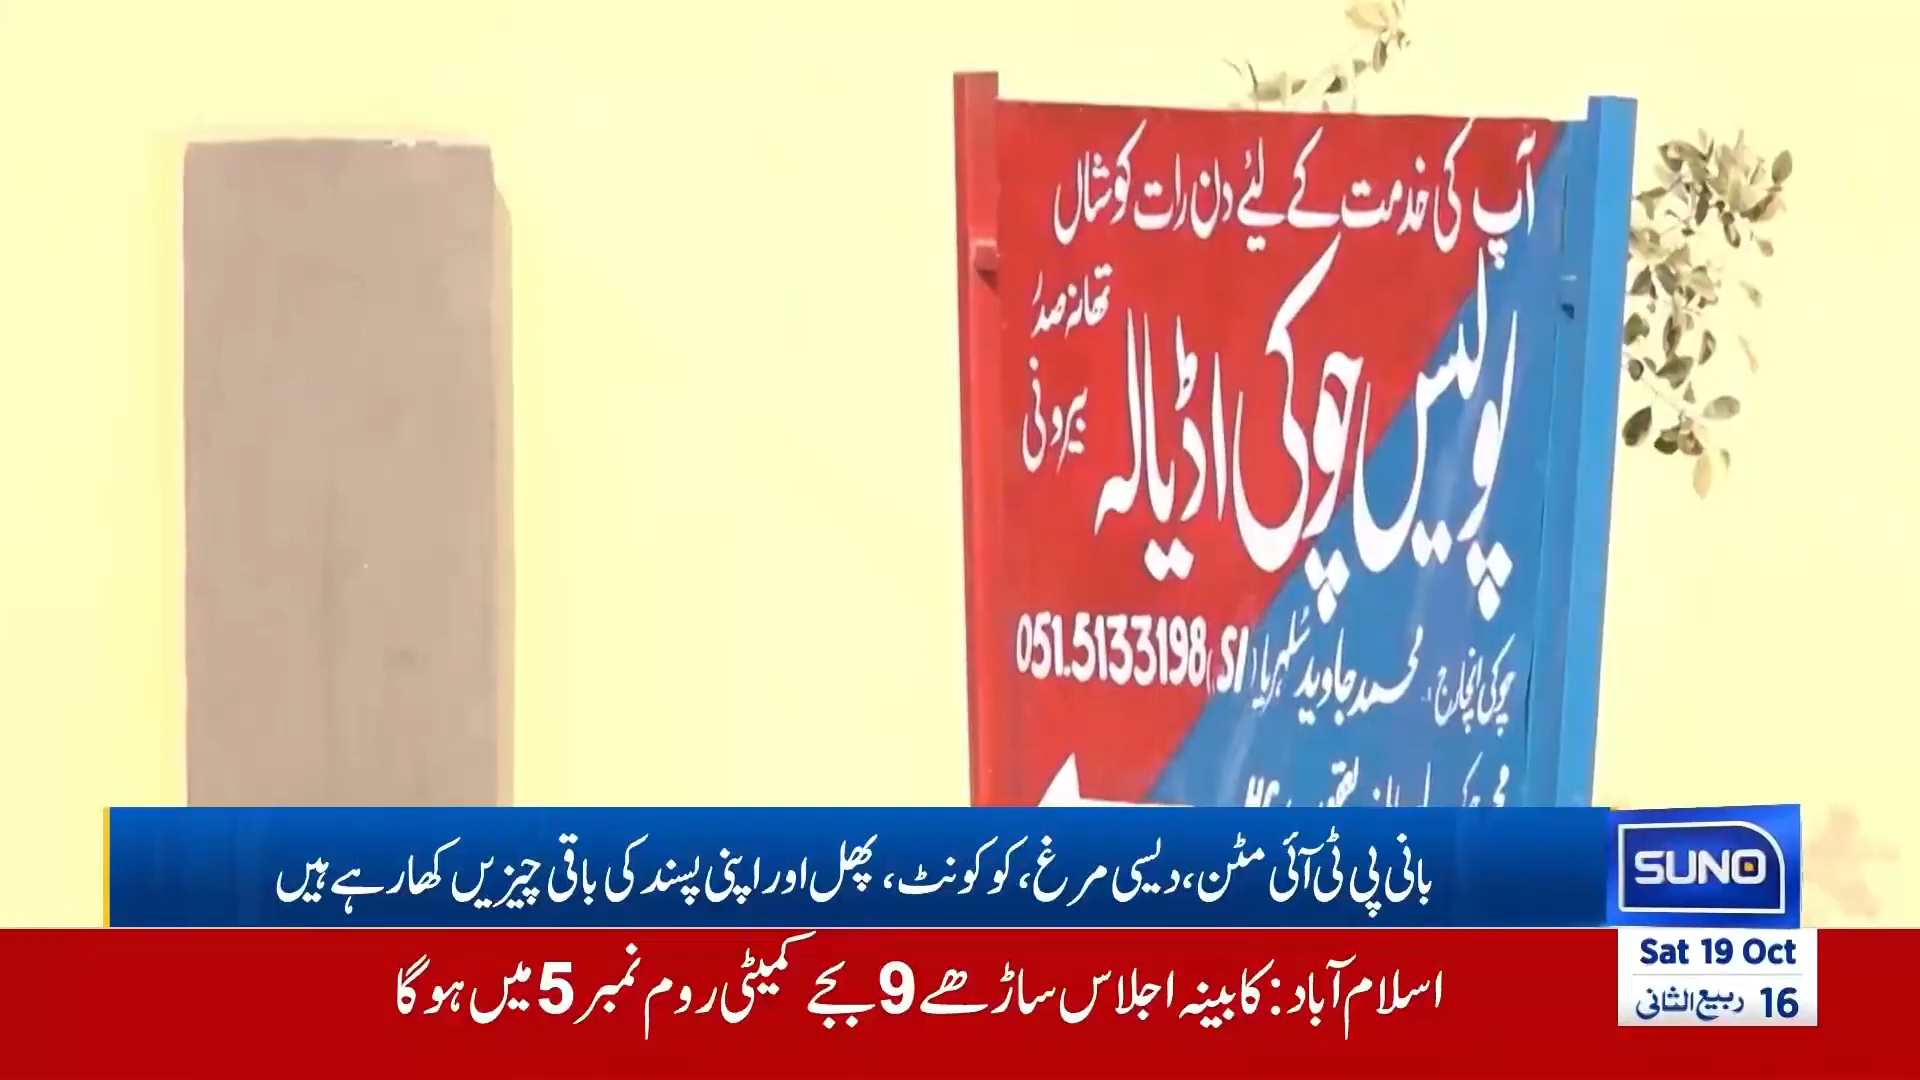 آپ کی خدمت کے لیئے دن رات کوشاں
تھانہ صدر
بیرونی
پولیس چوکی اڈیالہ
چوکی انچارج: محمد جاوید سلہریا (SI) 051.5133198
بانی پی ٹی آئی مٹن، دیسی مرغ، کوکونٹ، پھل اور اپنی پسند کی باقی چیزیں کھا رہے ہیں
SUNO
اسلام آباد: کابینہ اجلاس ساڑھے 9 بجے کمیٹی روم نمبر 5 میں ہو گا
Sat 19 Oct
16 ربیع الثانی